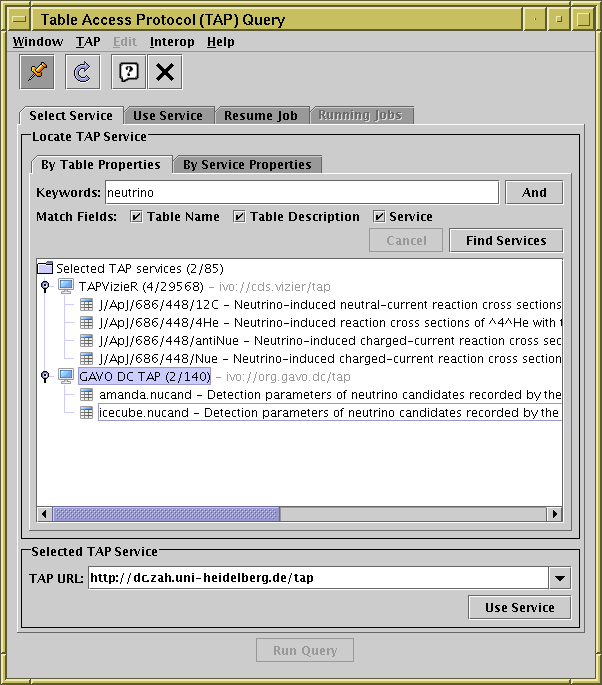 Table Access Protocol (TAP) Query
Window TAP Edit Interop Help
Select Service Use Service Resume Job Running Jobs
Locate TAP Service
By Table Properties By Service Properties
Keywords: neutrino And
Match Fields: Table Name Table Description Service
Cancel Find Services
Selected TAP services (2/85)
TAPVizieR (4/29568) – ivo://cds.vizier/tap
J/ApJ/686/448/12C – Neutrino-induced neutral-current reaction cross sections
J/ApJ/686/448/4He – Neutrino-induced reaction cross sections of ^4^He with t
J/ApJ/686/448/antiNue – Neutrino-induced charged-current reaction cross sec
J/ApJ/686/448/Nue – Neutrino-induced charged-current reaction cross section
GAVO DC TAP (2/140) – ivo://org.gavo.dc/tap
amanda.nucand – Detection parameters of neutrino candidates recorded by the
icecube.nucand – Detection parameters of neutrino candidates recorded by the
Selected TAP Service
TAP URL: http://dc.zah.uni-heidelberg.de/tap
Use Service
Run Query